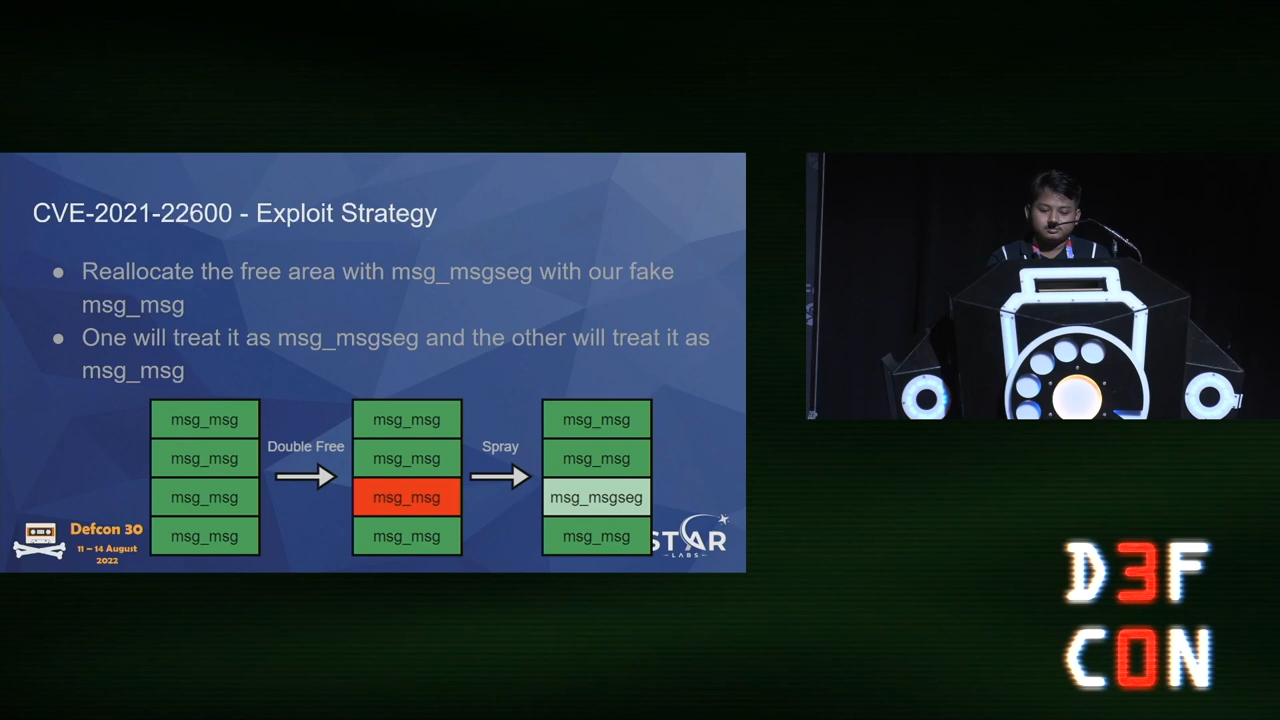 CVE-2021-22600 - Exploit Strategy
● Reallocate the free area with msg_msgseg with our fake
msg_msg
● One will treat it as msg_msgseg and the other will treat it as
msg_msg
msg_msg
msg_msg
msg_msg
msg_msg
Double Free
msg_msg
msg_msg
msg_msg
msg_msg
Spray
msg_msg
msg_msg
msg_msgseg
msg_msg
Defcon 30
11 – 14 August
2022
STAR
-LABS-
D3F
C0N